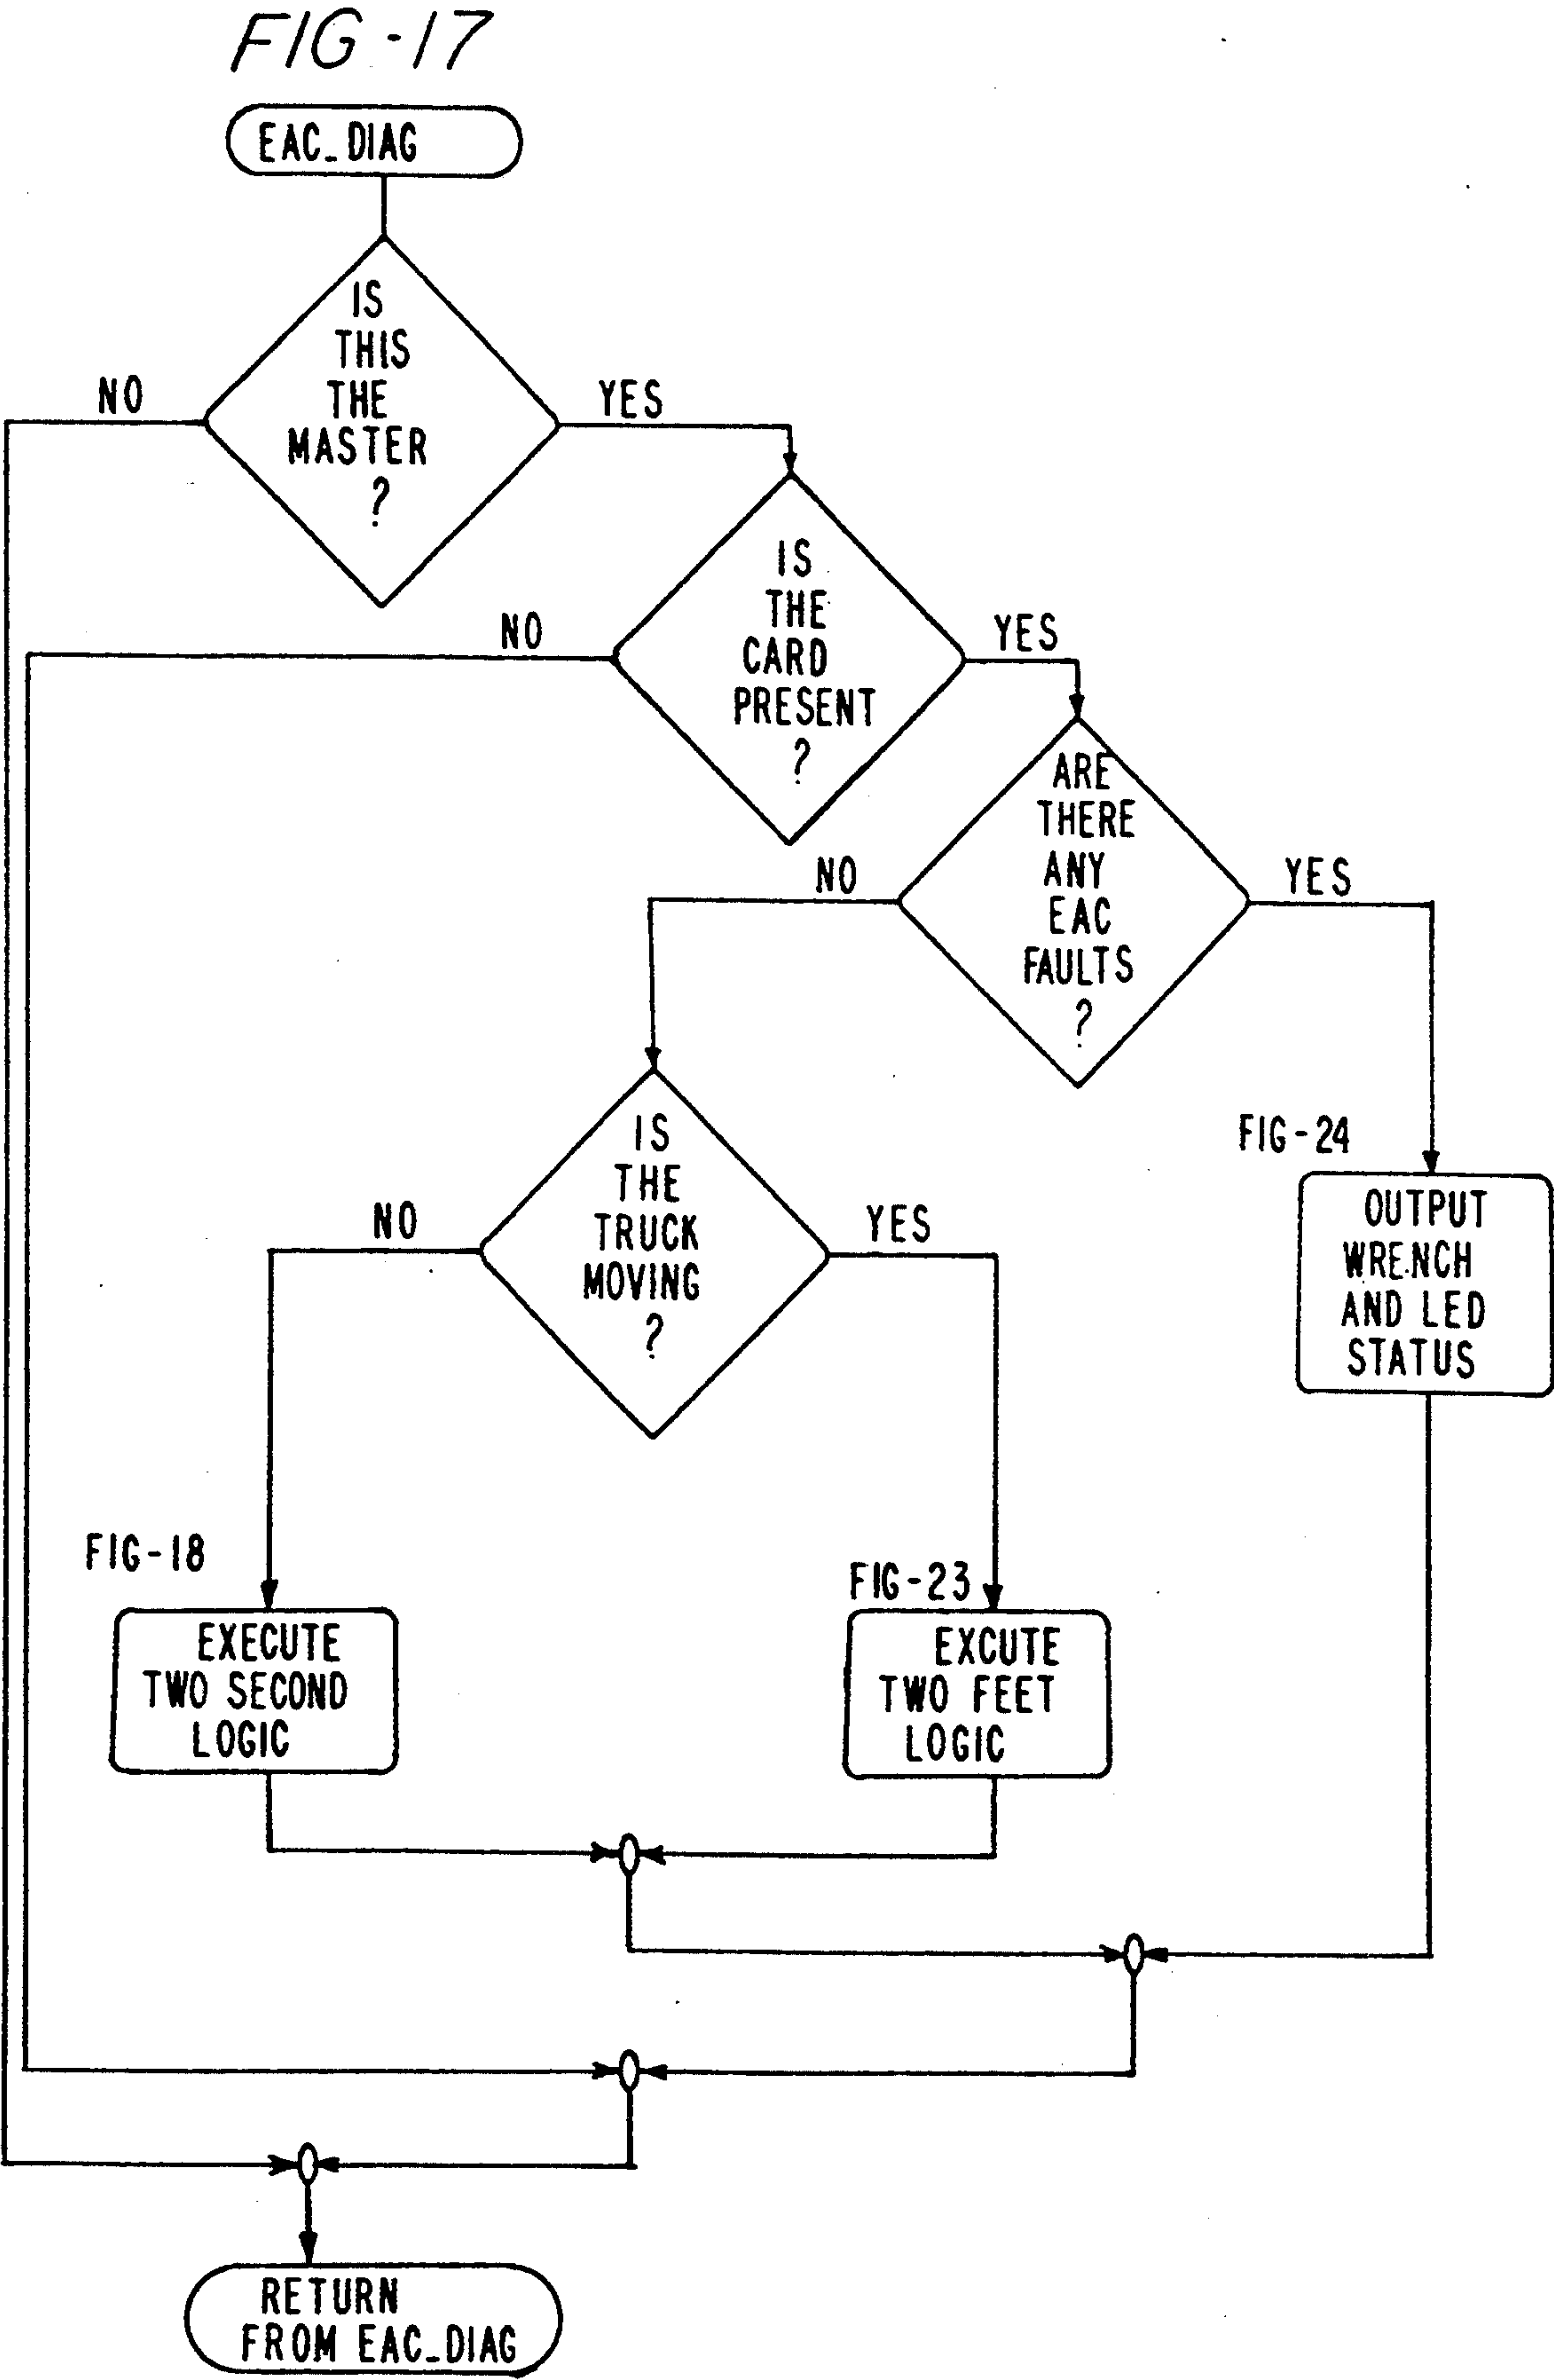 FIG-17
EAC_DIAG
IS
THIS
THE
MASTER
?
NO
YES
IS
THE
CARD
PRESENT
?
NO
YES
ARE
THERE
ANY
EAC
FAULTS
?
NO
YES
IS
THE
TRUCK
MOVING
?
NO
YES
FIG-24
OUTPUT
WRENCH
AND LED
STATUS
FIG-18
EXECUTE
TWO SECOND
LOGIC
FIG-23
EXCUTE
TWO FEET
LOGIC
RETURN
FROM EAC_DIAG